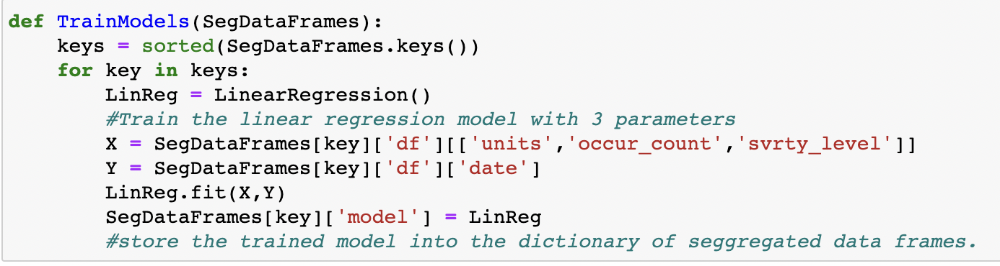 def TrainModels(SegDataFrames):
    keys = sorted(SegDataFrames.keys())
    for key in keys:
        LinReg = LinearRegression()
        #Train the linear regression model with 3 parameters
        X = SegDataFrames[key]['df'][['units','occur_count','svrty_level']]
        Y = SegDataFrames[key]['df']['date']
        LinReg.fit(X,Y)
        SegDataFrames[key]['model'] = LinReg
        #store the trained model into the dictionary of seggregated data frames.